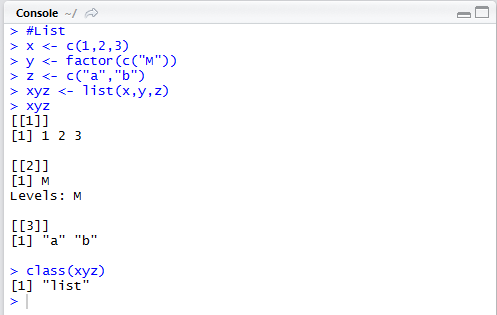 Console ~/
> #List
> x <- c(1,2,3)
> y <- factor(c("M"))
> z <- c("a","b")
> xyz <- list(x,y,z)
> xyz
[[1]]
[1] 1 2 3
[[2]]
[1] M
Levels: M
[[3]]
[1] "a" "b"
> class(xyz)
[1] "list"
>